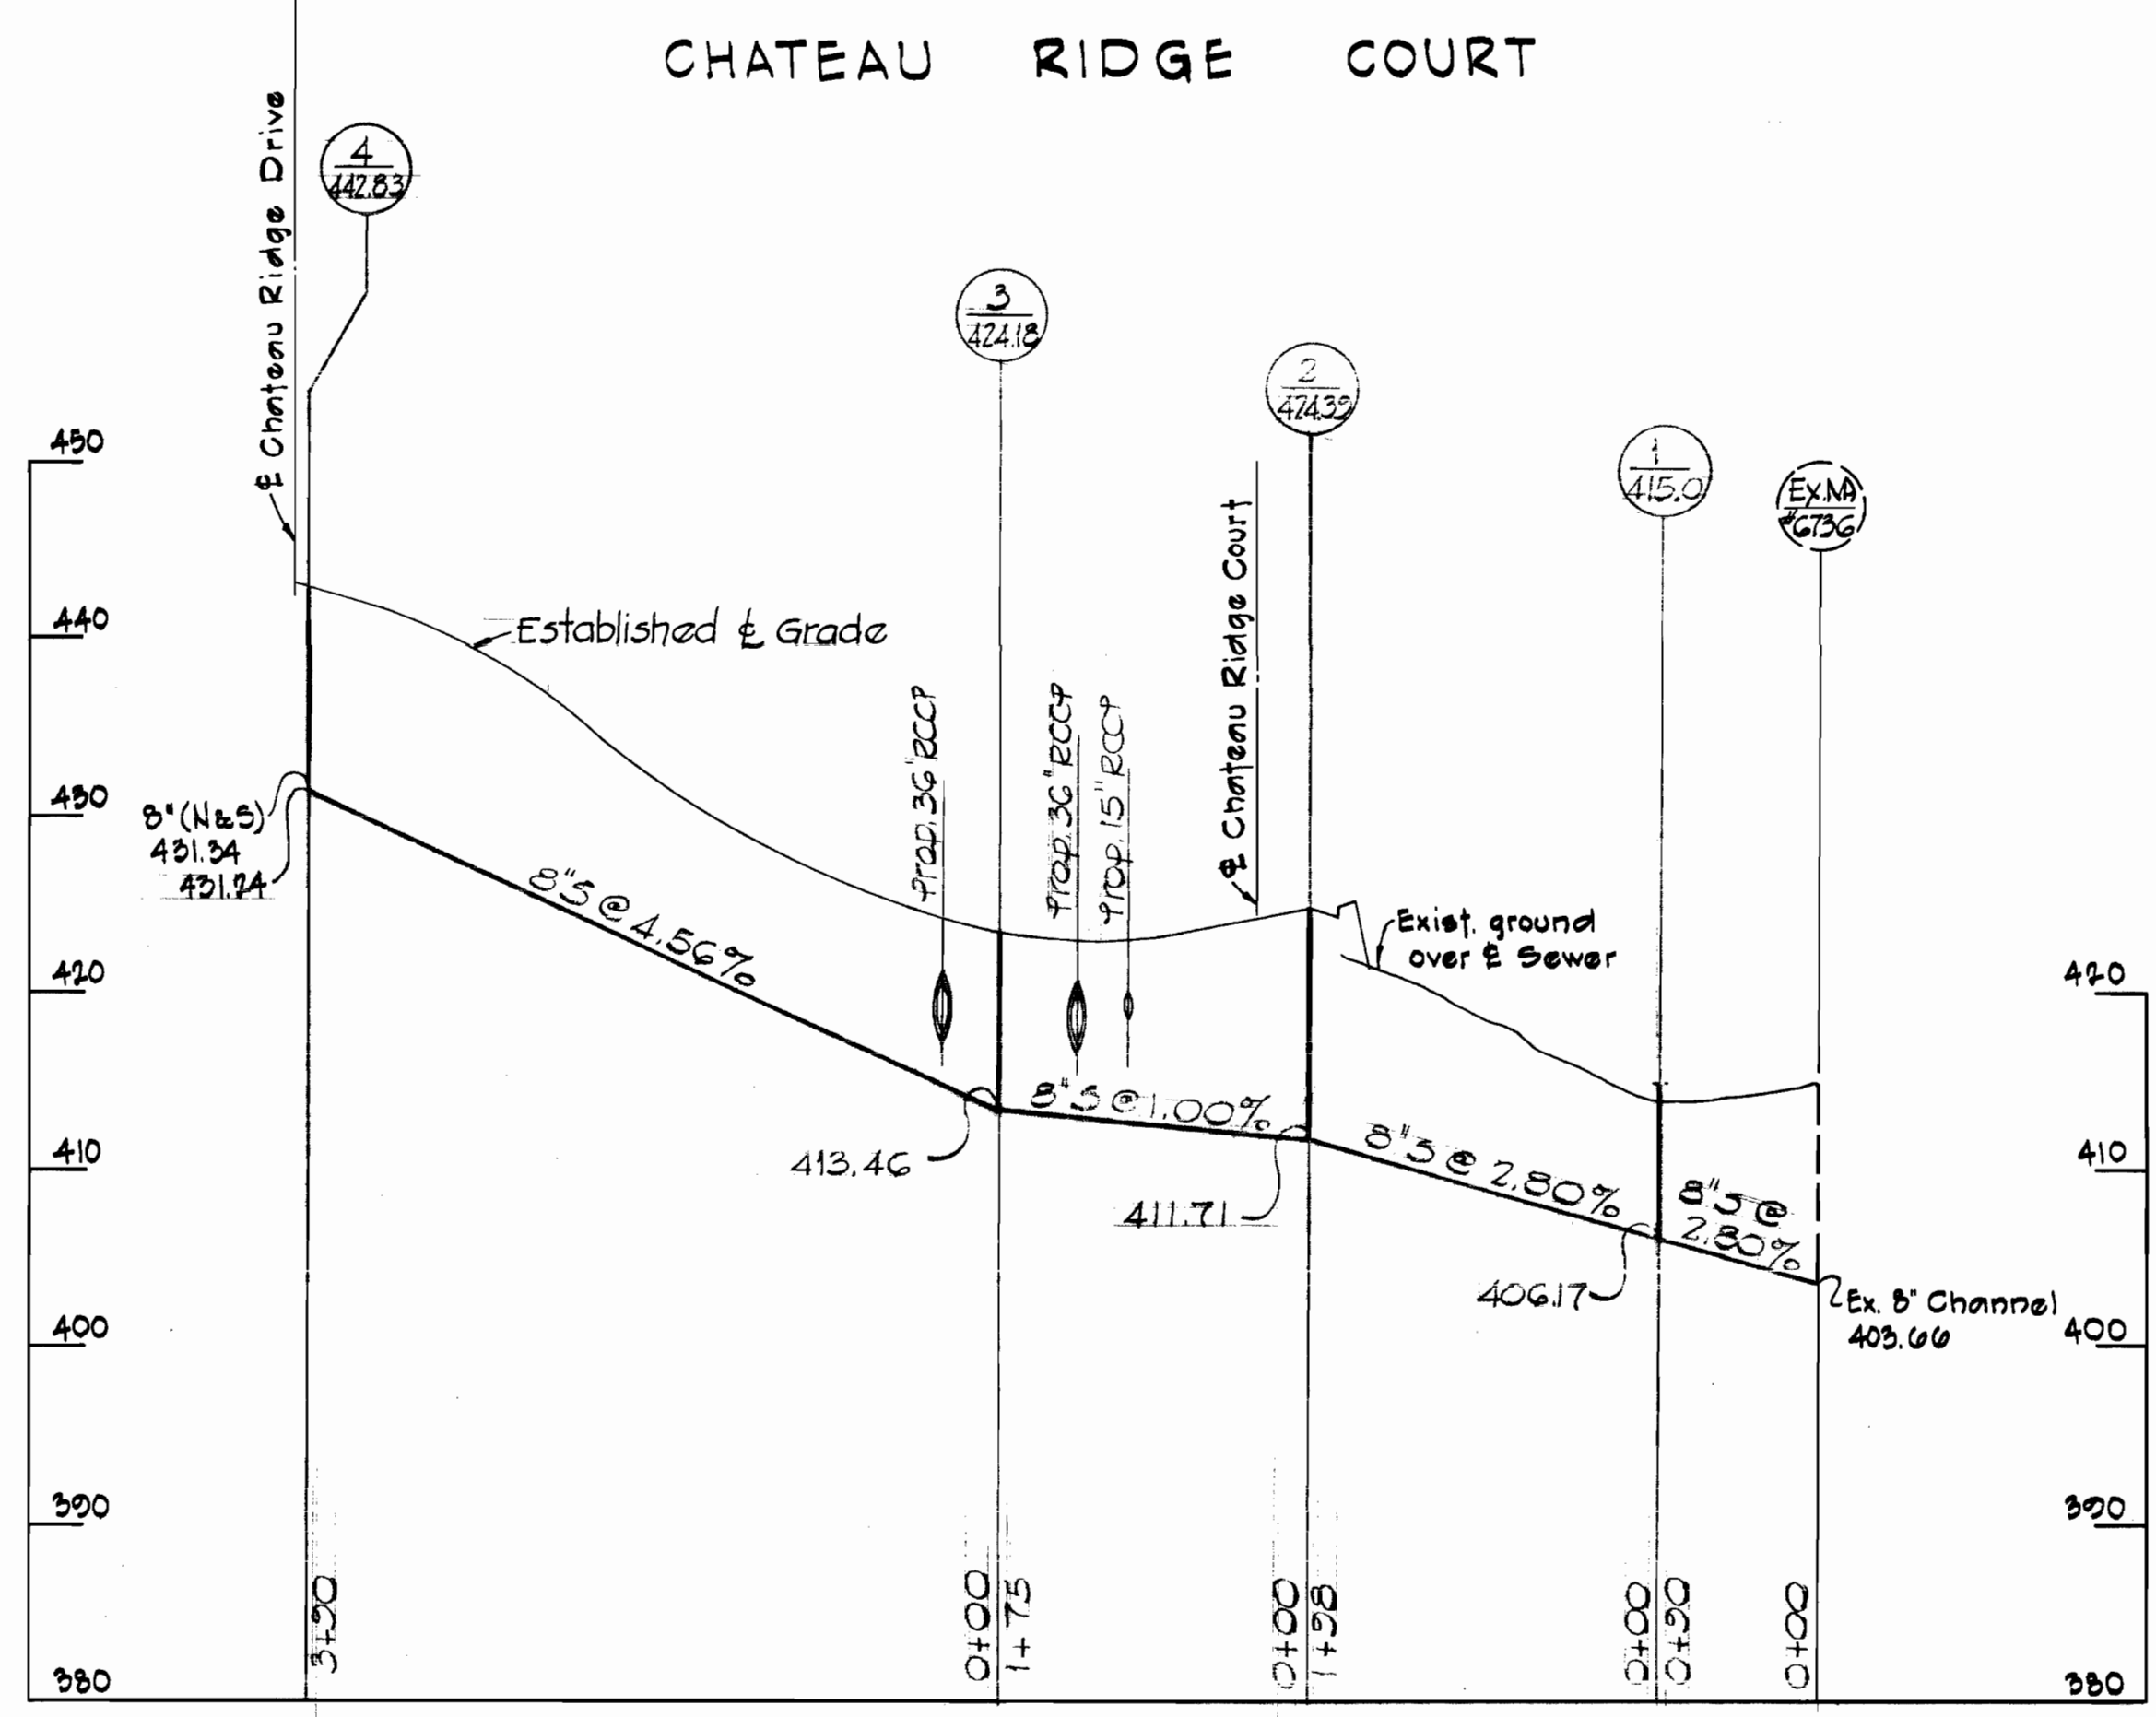 CHATEAU RIDGE COURT
℄ Chateau Ridge Drive
4
442.83
3
424.18
2
424.39
1
415.0
Ex.MA
#6736
450
440
430
420
410
400
390
380
Established ℄ Grade
8"(N&S)
431.34
431.24
8"S @ 4.56%
Prop. 36" RCCP
Prop. 36" RCCP
Prop. 15" RCCP
℄ Chateau Ridge Court
Exist. ground
over ℄ Sewer
413.46
8"S @ 1.00%
411.71
8"S @ 2.80%
406.17
8"S @
2.80%
Ex. 8" Channel
403.66
420
410
400
390
380
3+90
0+00
1+75
0+00
1+98
0+00
0+90
0+00